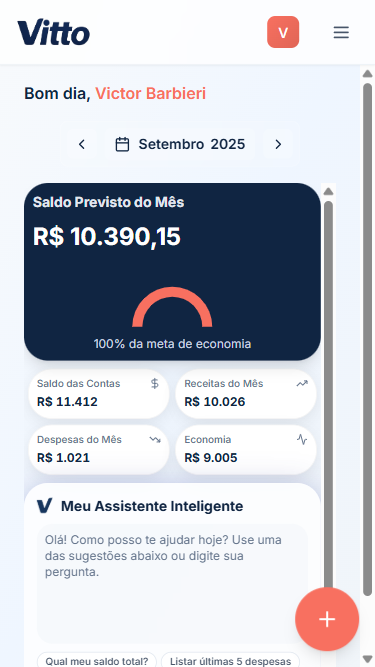 Vitto
V
Bom dia, Victor Barbieri
Setembro 2025
Saldo Previsto do Mês
R$ 10.390,15
100% da meta de economia
Saldo das Contas
R$ 11.412
Receitas do Mês
R$ 10.026
Despesas do Mês
R$ 1.021
Economia
R$ 9.005
V Meu Assistente Inteligente
Olá! Como posso te ajudar hoje? Use uma
das sugestões abaixo ou digite sua
pergunta.
Qual meu saldo total?
Listar últimas 5 despesas